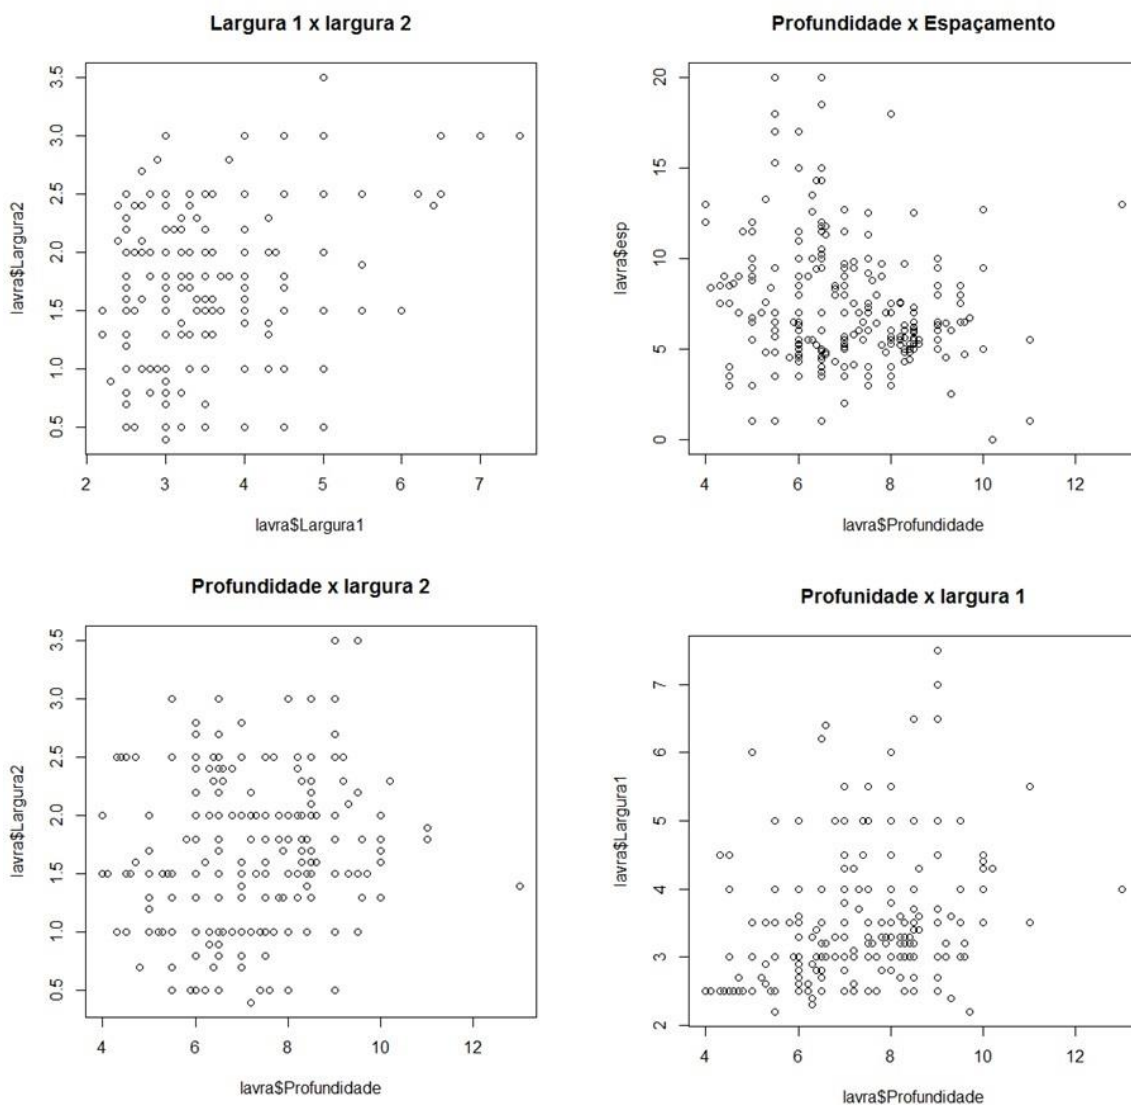 Largura 1 x largura 2
3.5
3.0
2.5
2.0
1.5
1.0
0.5
lavra$Largura2
2 3 4 5 6 7
lavra$Largura1
Profundidade x Espaçamento
20
15
10
5
0
lavra$esp
4 6 8 10 12
lavra$Profundidade
Profundidade x largura 2
3.5
3.0
2.5
2.0
1.5
1.0
0.5
lavra$Largura2
4 6 8 10 12
lavra$Profundidade
Profunidade x largura 1
7
6
5
4
3
2
lavra$Largura1
4 6 8 10 12
lavra$Profundidade